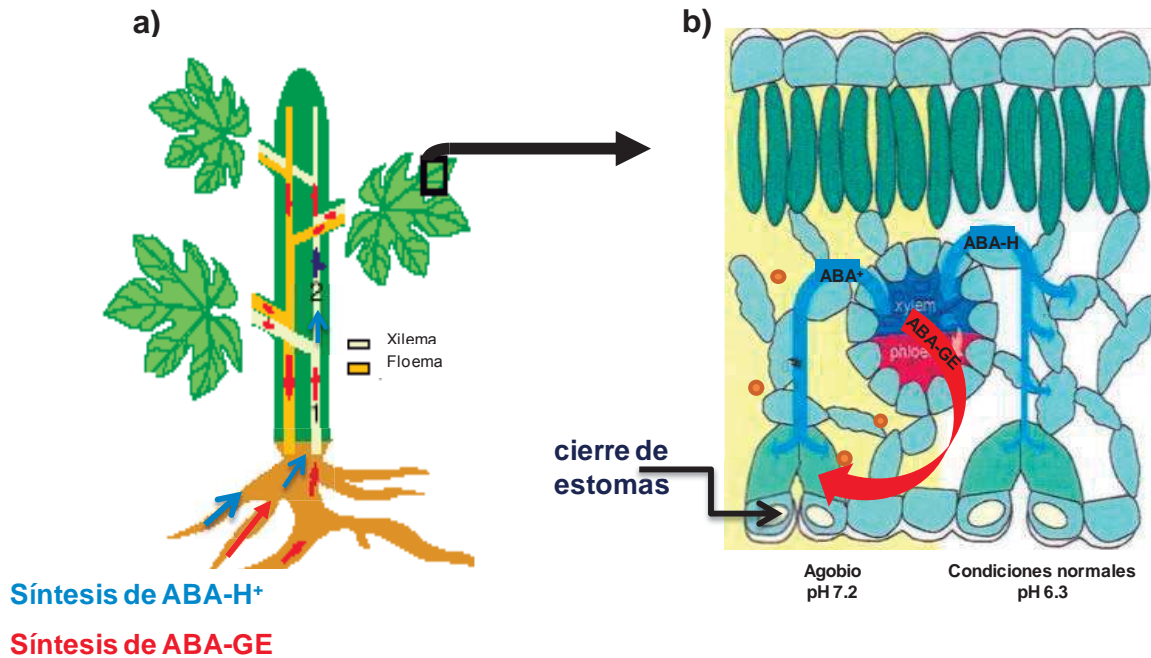 a)
2
1
Xilema
Floema
Síntesis de ABA-H⁺
Síntesis de ABA-GE
b)
ABA-H
ABA⁺
xylem
ABA-GE
cierre de
estomas
Agobio
pH 7.2
Condiciones normales
pH 6.3